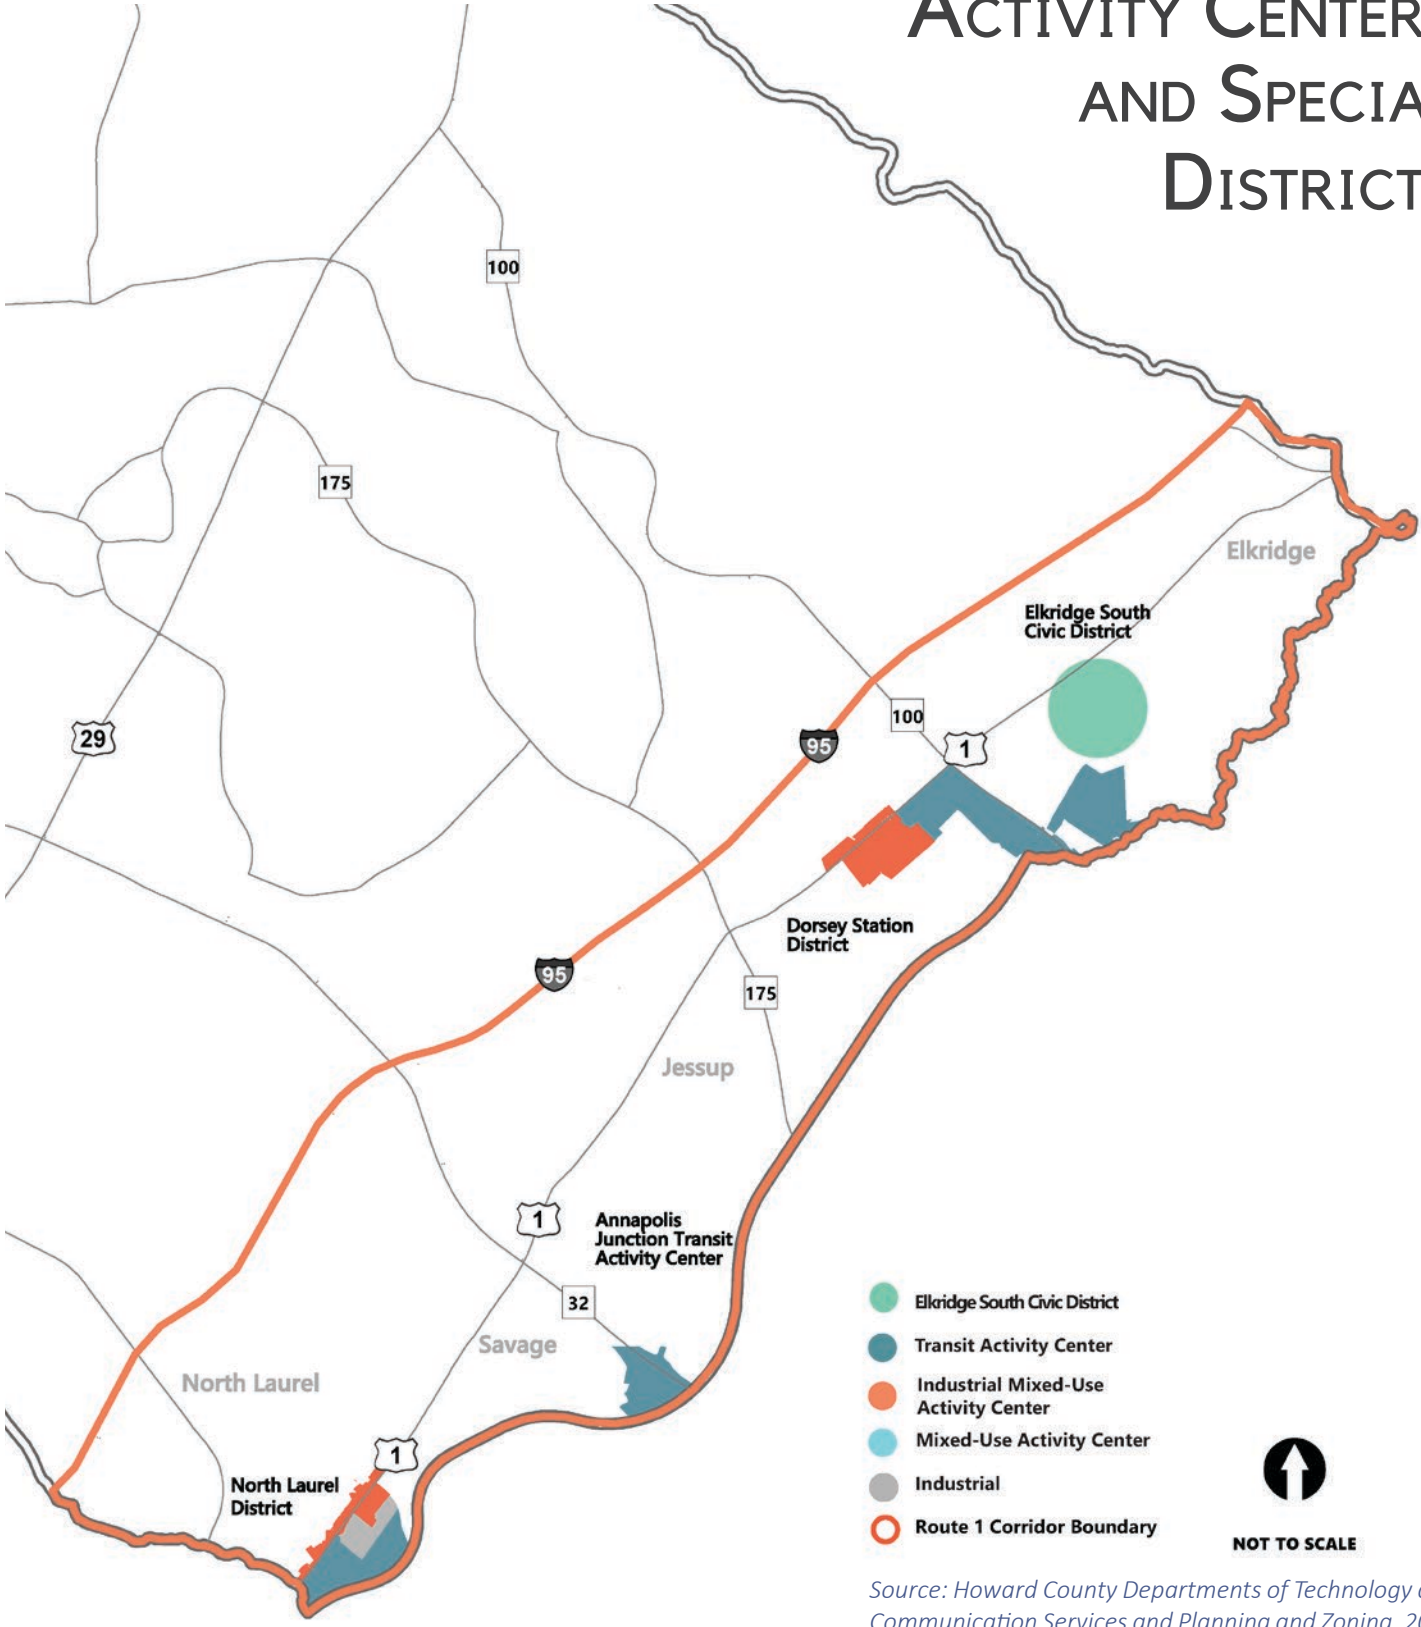 ACTIVITY CENTER
AND SPECIA
DISTRICT
100
175
Elkridge
Elkridge South
Civic District
29
100
1
95
Dorsey Station
District
95
175
Jessup
1
Annapolis
Junction Transit
Activity Center
32
Savage
North Laurel
1
North Laurel
District
Elkridge South Civic District
Transit Activity Center
Industrial Mixed-Use
Activity Center
Mixed-Use Activity Center
Industrial
Route 1 Corridor Boundary
NOT TO SCALE
Source: Howard County Departments of Technology
Communication Services and Planning and Zoning, 20